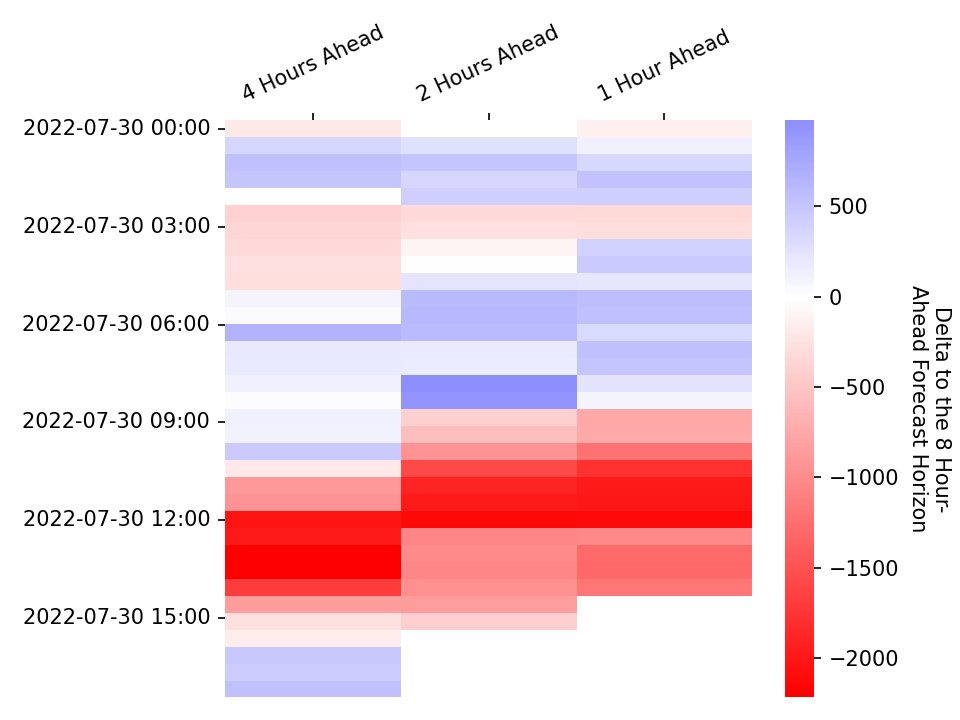 4 Hours Ahead
2 Hours Ahead
1 Hour Ahead
2022-07-30 00:00
2022-07-30 03:00
2022-07-30 06:00
2022-07-30 09:00
2022-07-30 12:00
2022-07-30 15:00
500
0
−500
−1000
−1500
−2000
Delta to the 8 Hour-
Ahead Forecast Horizon